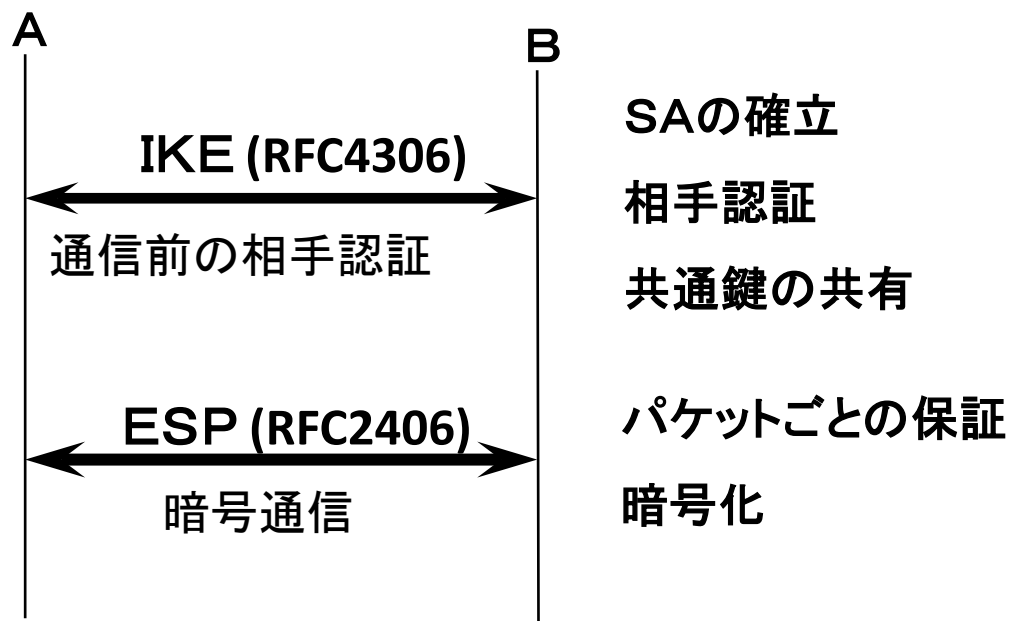 A
B
IKE (RFC4306)
通信前の相手認証
SAの確立
相手認証
共通鍵の共有
ESP (RFC2406)
暗号通信
パケットごとの保証
暗号化